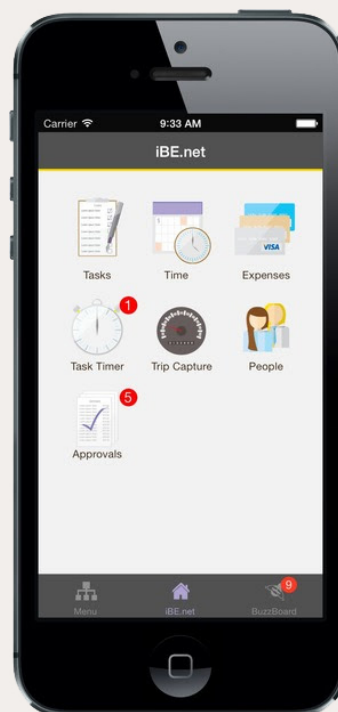 Carrier 9:33 AM
iBE.net
Tasks Time Expenses
VISA
1
Task Timer Trip Capture People
5
Approvals
9
Menu iBE.net BuzzBoard